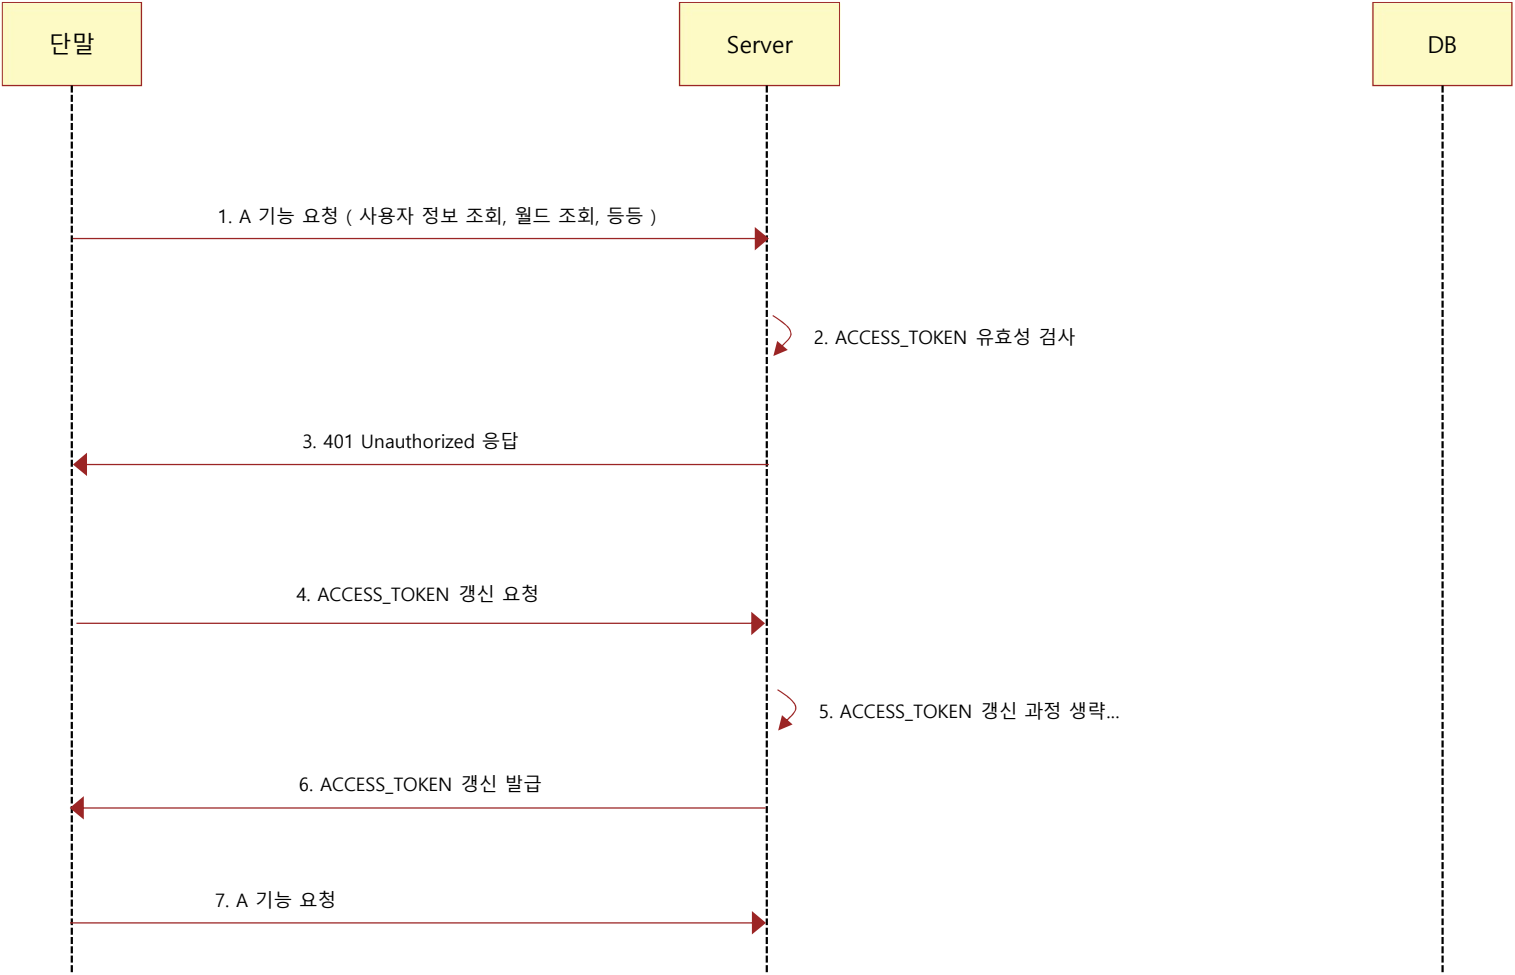 단말
Server
DB
1. A 기능 요청 ( 사용자 정보 조회, 월드 조회, 등등 )
2. ACCESS_TOKEN 유효성 검사
3. 401 Unauthorized 응답
4. ACCESS_TOKEN 갱신 요청
5. ACCESS_TOKEN 갱신 과정 생략...
6. ACCESS_TOKEN 갱신 발급
7. A 기능 요청